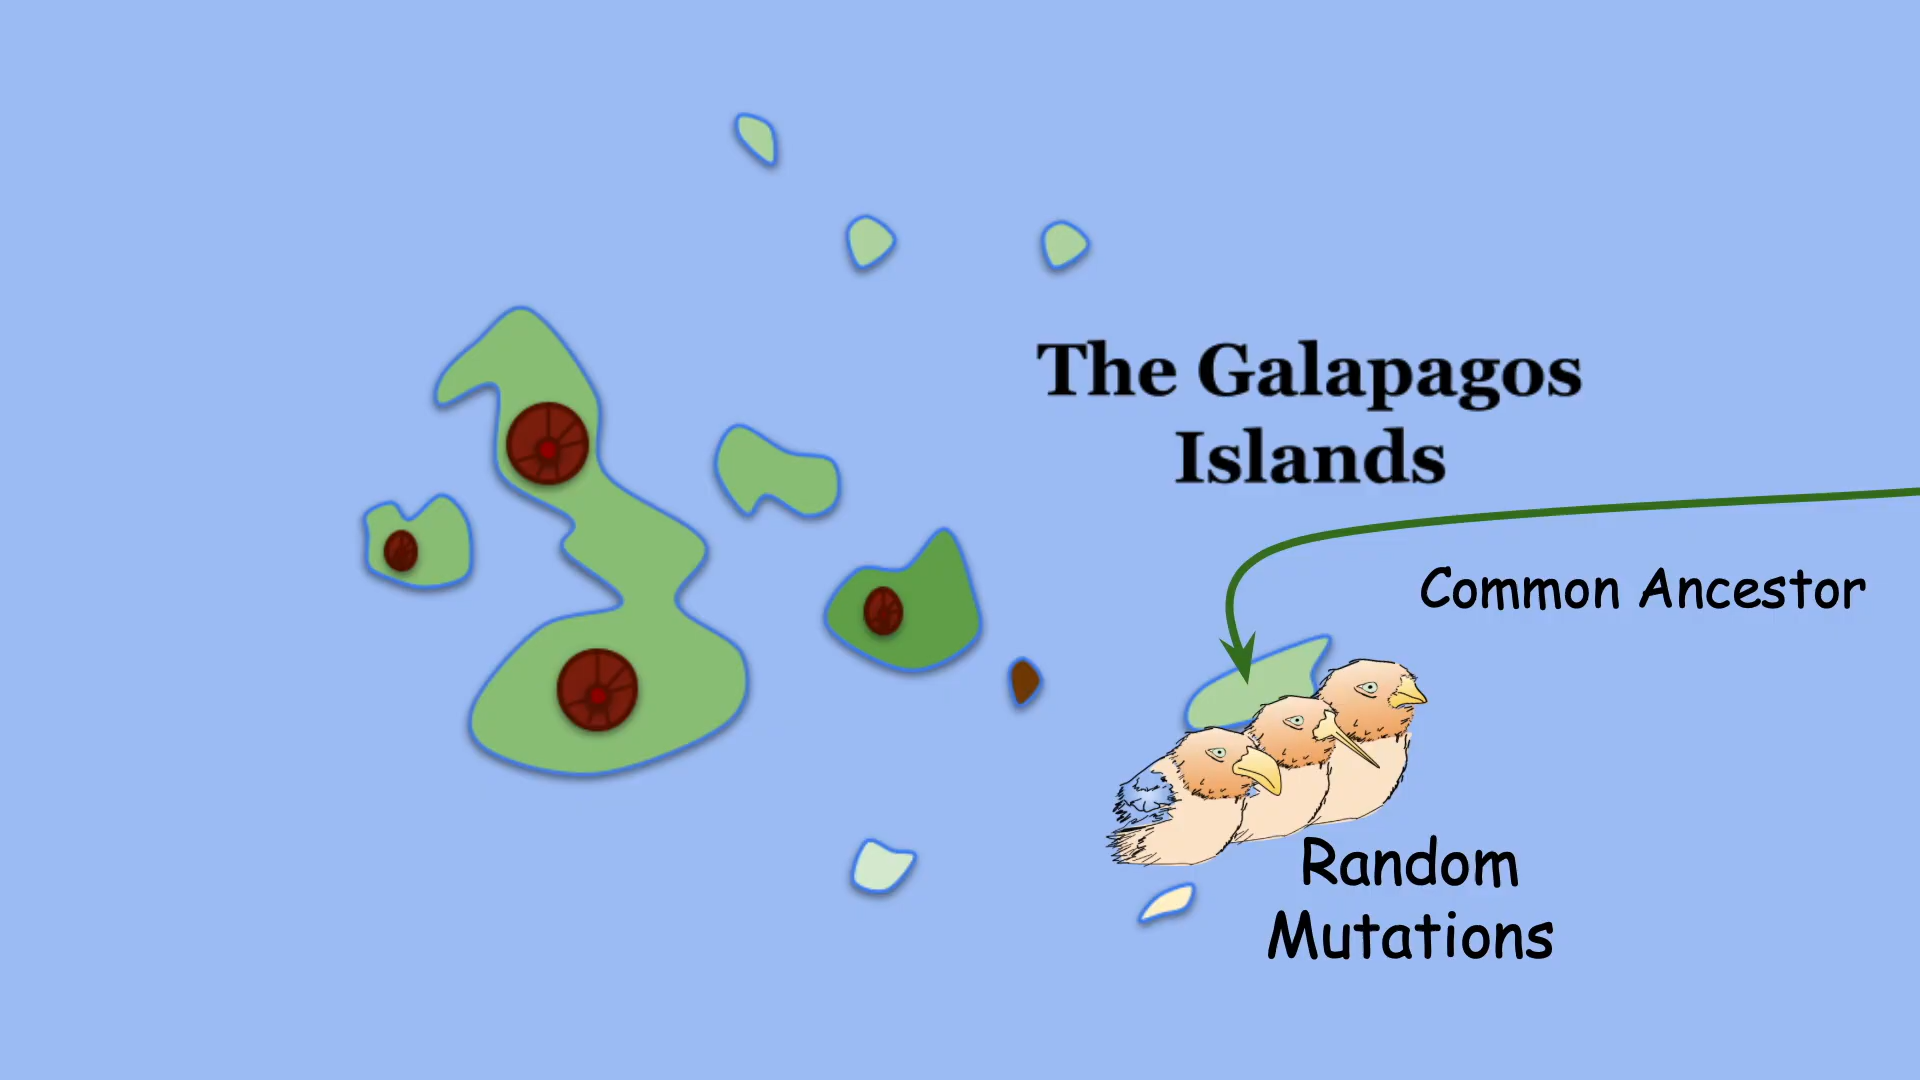 The Galapagos
Islands
Common Ancestor
Random
Mutations